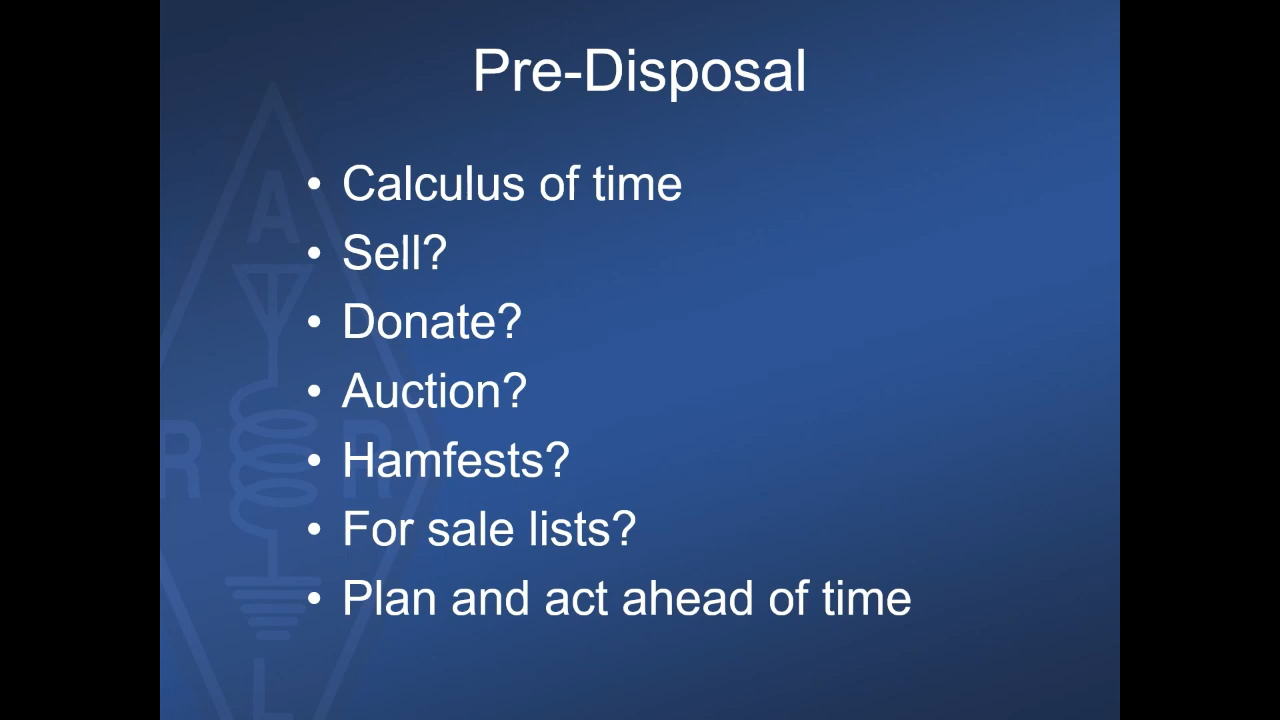 Pre-Disposal
• Calculus of time
• Sell?
• Donate?
• Auction?
• Hamfests?
• For sale lists?
• Plan and act ahead of time
A
R R
L